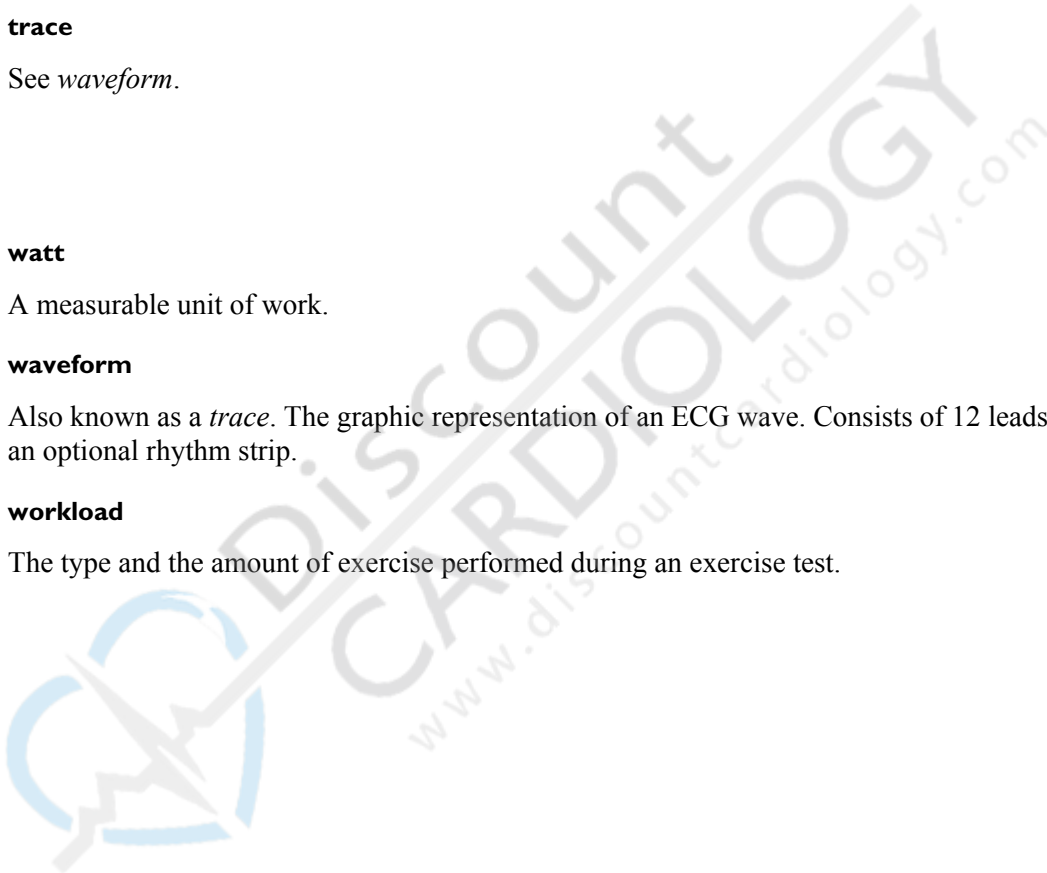 trace
See waveform.
watt
A measurable unit of work.
waveform
Also known as a trace. The graphic representation of an ECG wave. Consists of 12 leads
an optional rhythm strip.
workload
The type and the amount of exercise performed during an exercise test.
Discount
CARDIOLOGY
www.discountcardiology.com